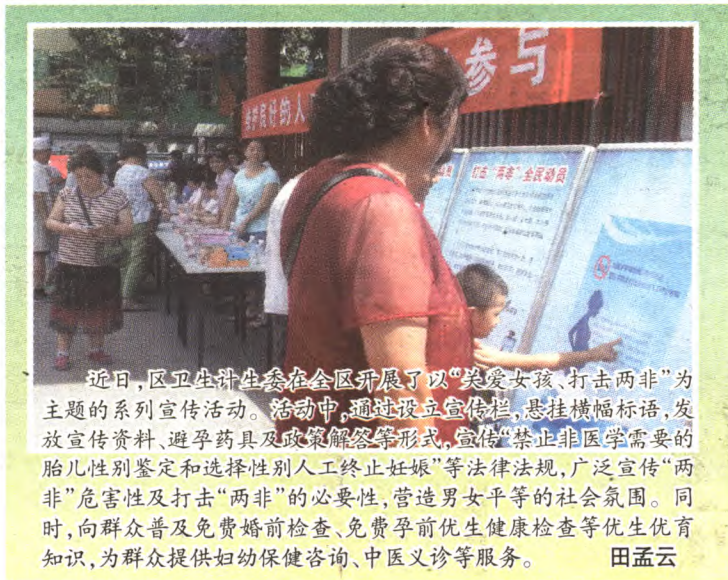 参与
的人口
打击“两非”全民动员
近日,区卫生计生委在全区开展了以“关爱女孩、打击两非”为
主题的系列宣传活动。活动中,通过设立宣传栏,悬挂横幅标语,发
放宣传资料、避孕药具及政策解答等形式,宣传“禁止非医学需要的
胎儿性别鉴定和选择性别人工终止妊娠”等法律法规,广泛宣传“两
非”危害性及打击“两非”的必要性,营造男女平等的社会氛围。同
时,向群众普及免费婚前检查、免费孕前优生健康检查等优生优育
知识,为群众提供妇幼保健咨询、中医义诊等服务。 田孟云